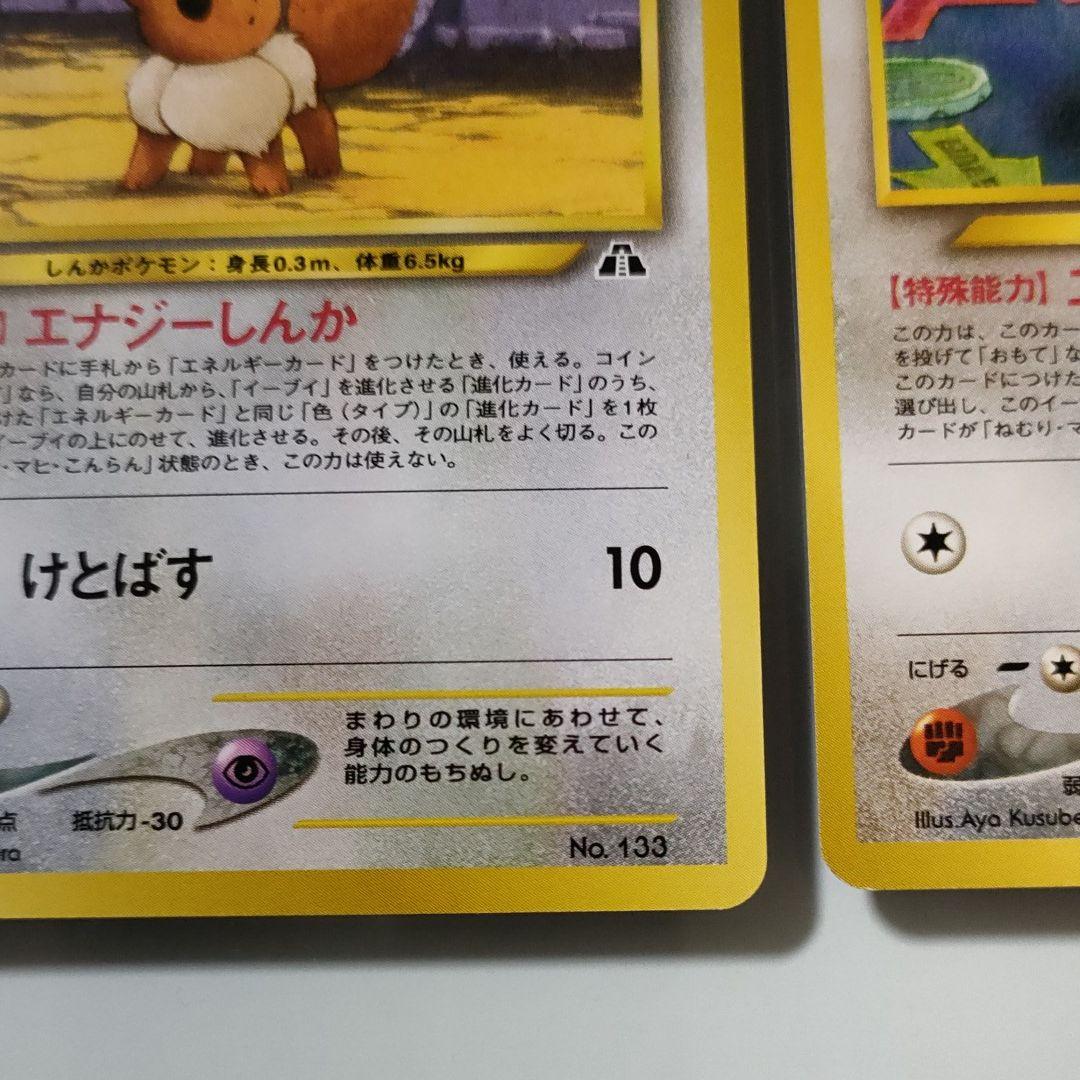 しんかポケモン：身長0.3m、体重6.5kg
エナジーしんか
カードに手札から「エネルギーカード」をつけたとき、使える。コイン
」なら、自分の山札から、「イーブイ」を進化させる「進化カード」のうち、
けた「エネルギーカード」と同じ「色（タイプ）」の「進化カード」を1枚
イーブイの上にのせて、進化させる。その後、その山札をよく切る。この
・マヒ・こんらん」状態のとき、この力は使えない。
けとばす 10
まわりの環境にあわせて、
身体のつくりを変えていく
能力のもちぬし。
点 抵抗力-30
No. 133
【特殊能力】エ
この力は、このカー
を投げて「おもて」な
このカードにつけた
選び出し、このイー
カードが「ねむり・マ
にげる
弱
Illus. Aya Kusube